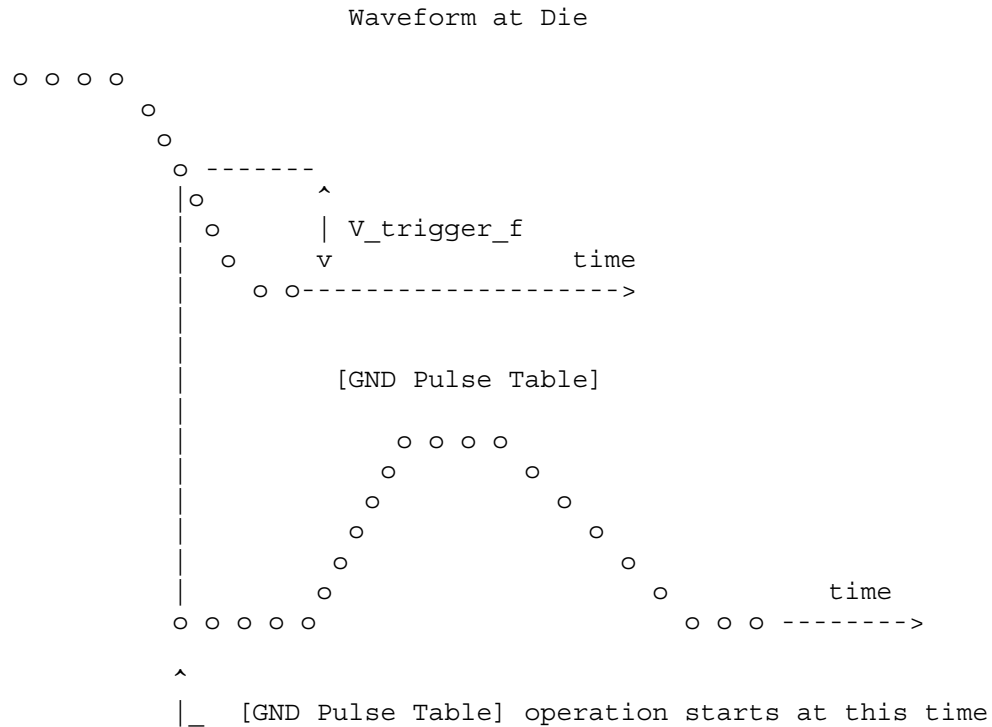 Waveform at Die
V_trigger_f
time
[GND Pulse Table]
time
[GND Pulse Table] operation starts at this time